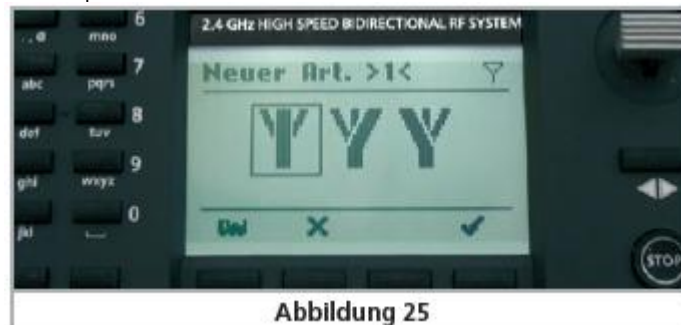 2.4 GHz HIGH SPEED BIDIRECTIONAL RF SYSTEM
6
mno
Neuer Art. >1<
7
abc
pqrs
8
def
tuv
9
ghi
wxyz
0
jkl
STOP
Abbildung 25